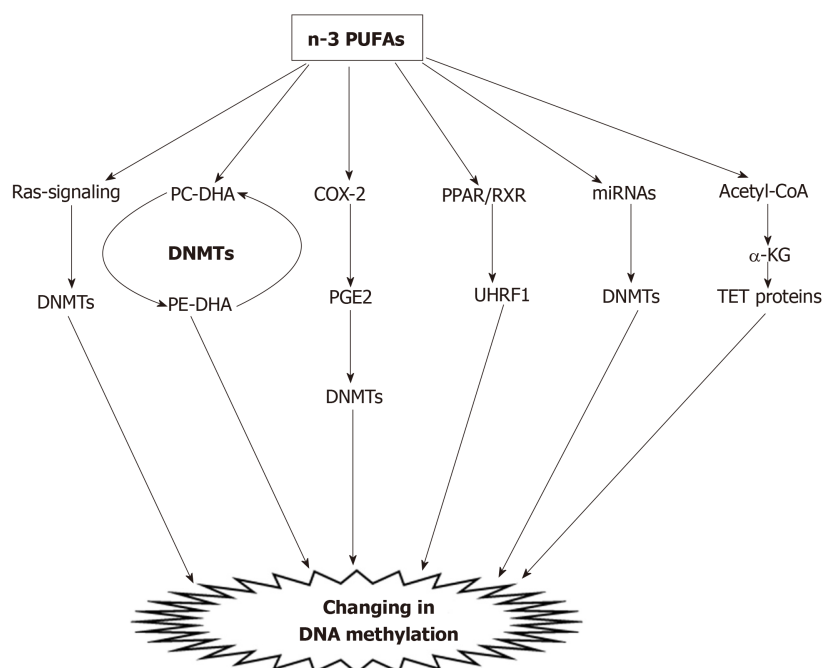 n-3 PUFAs
Ras-signaling
PC-DHA
COX-2
PPAR/RXR
miRNAs
Acetyl-CoA
DNMTs
α-KG
DNMTs
PE-DHA
PGE2
UHRF1
DNMTs
TET proteins
DNMTs
Changing in
DNA methylation